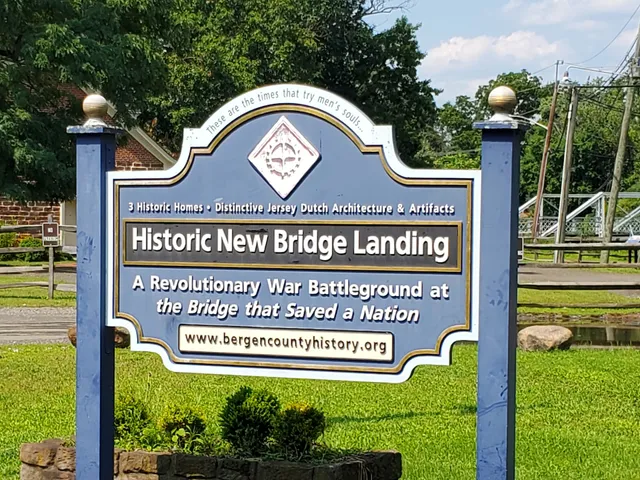 These are the times that try men's souls...
3 Historic Homes • Distinctive Jersey Dutch Architecture & Artifacts
Historic New Bridge Landing
A Revolutionary War Battleground at
the Bridge that Saved a Nation
www.bergencountyhistory.org